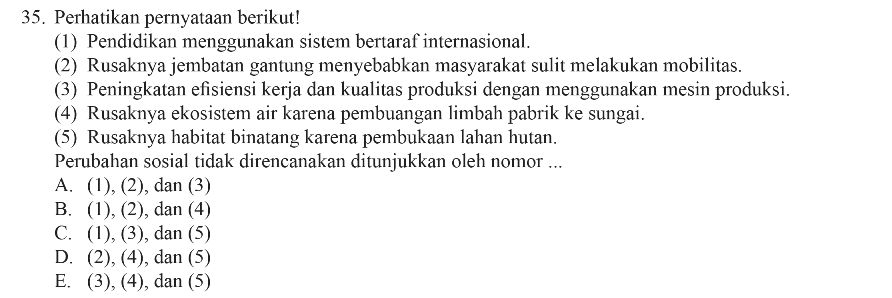 35. Perhatikan pernyataan berikut!
(1) Pendidikan menggunakan sistem bertaraf internasional.
(2) Rusaknya jembatan gantung menyebabkan masyarakat sulit melakukan mobilitas.
(3) Peningkatan efisiensi kerja dan kualitas produksi dengan menggunakan mesin produksi.
(4) Rusaknya ekosistem air karena pembuangan limbah pabrik ke sungai.
(5) Rusaknya habitat binatang karena pembukaan lahan hutan.
Perubahan sosial tidak direncanakan ditunjukkan oleh nomor ...
A. (1), (2), dan (3)
B. (1), (2), dan (4)
C. (1), (3), dan (5)
D. (2), (4), dan (5)
E. (3), (4), dan (5)